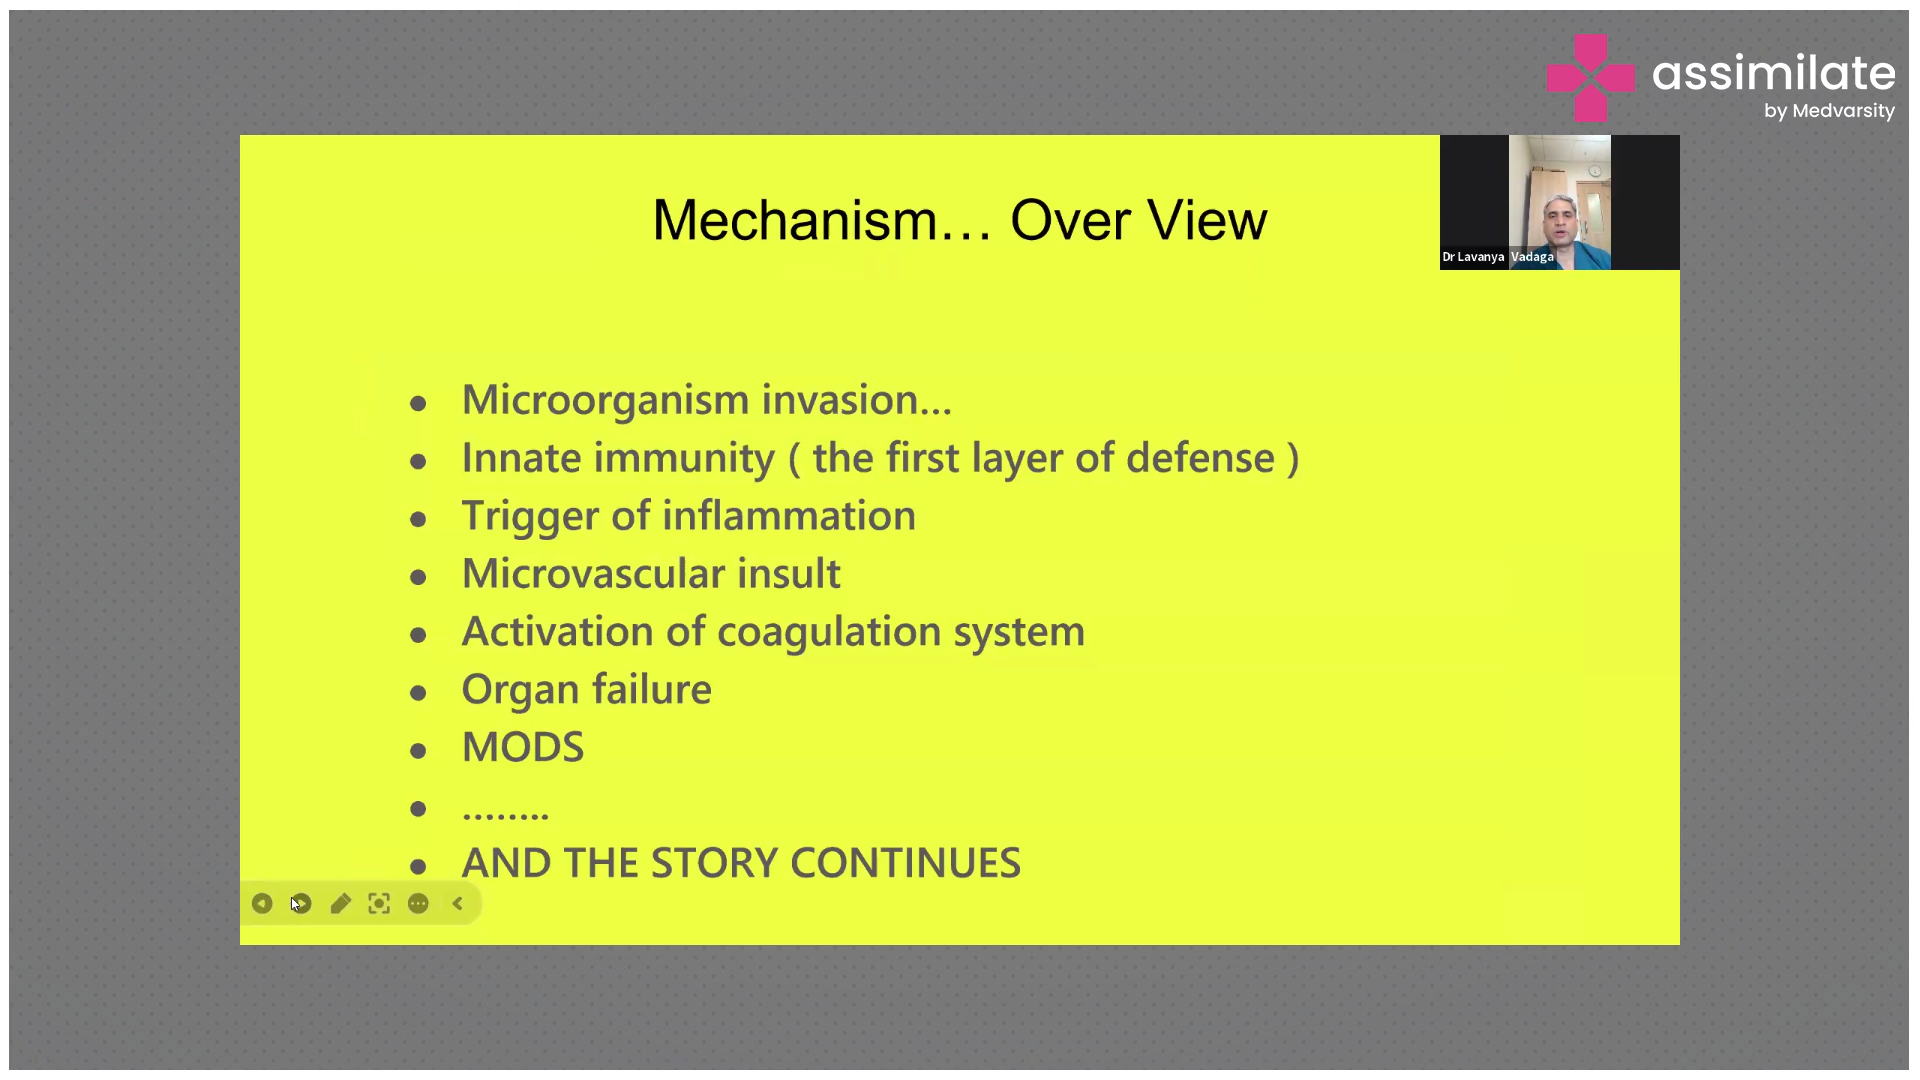 assimilate
by Medvarsity
Mechanism… Over View
Dr Lavanya Vadaga
Microorganism invasion...
Innate immunity ( the first layer of defense )
Trigger of inflammation
Microvascular insult
Activation of coagulation system
Organ failure
MODS
........
AND THE STORY CONTINUES